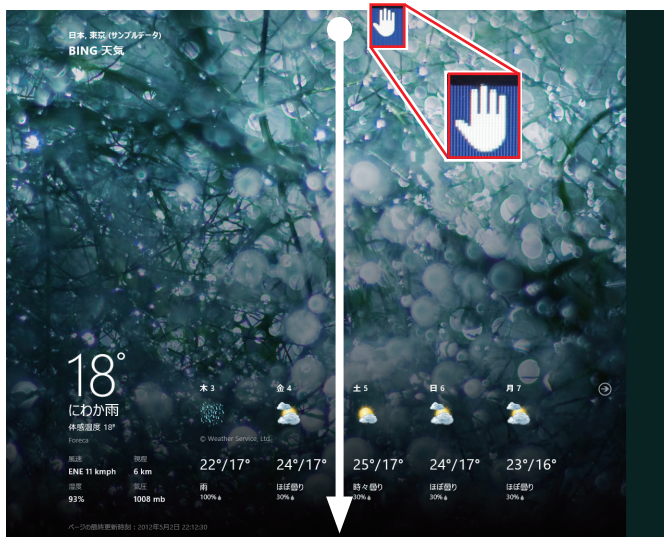 日本, 東京 (サンプルデータ)
BING 天気
18°
にわか雨
体感温度 18°
Foreca
風速 視程
ENE 11 kmph 6 km
湿度 気圧
93% 1008 mb
木 3 金 4 土 5 日 6 月 7
© Weather Service, Ltd.
22°/17° 24°/17° 25°/17° 24°/17° 23°/16°
雨 ほぼ曇り 時々曇り ほぼ曇り ほぼ曇り
100% 30% 30% 30% 30%
ページの最終更新時刻：2012年5月2日 22:12:30